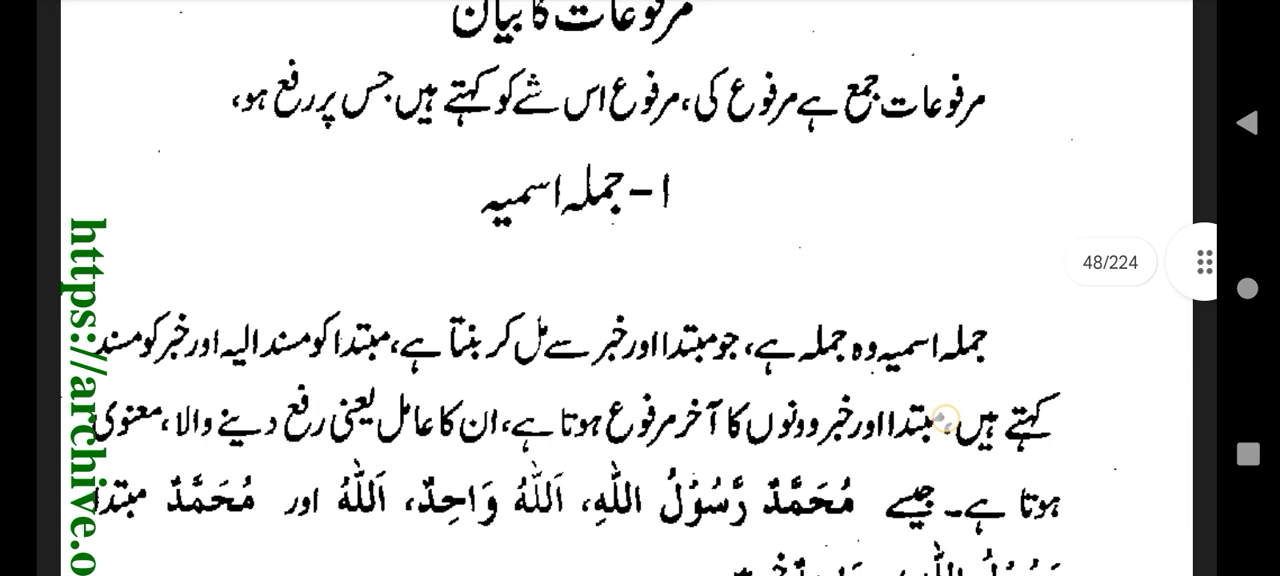 مرفوعات کا بیان
مرفوعات جمع ہے مرفوع کی، مرفوع اس شے کو کہتے ہیں جس پر رفع ہو،
۱ - جملہ اسمیہ
48/224
جملہ اسمیہ وہ جملہ ہے، جو مبتدا اور خبر سے مل کر بنتا ہے، مبتدا کو مسند الیہ اور خبر کو مسند
کہتے ہیں، مبتدا اور خبر دونوں کا آخر مرفوع ہوتا ہے، ان کا عامل یعنی رفع دینے والا، معنوی
ہوتا ہے۔ جیسے مُحَمَّدٌ رَّسُوْلُ اللّٰهِ، اَللّٰهُ وَاحِدٌ، اَللّٰهُ اور مُحَمَّدٌ مبتدا
https://archive.o